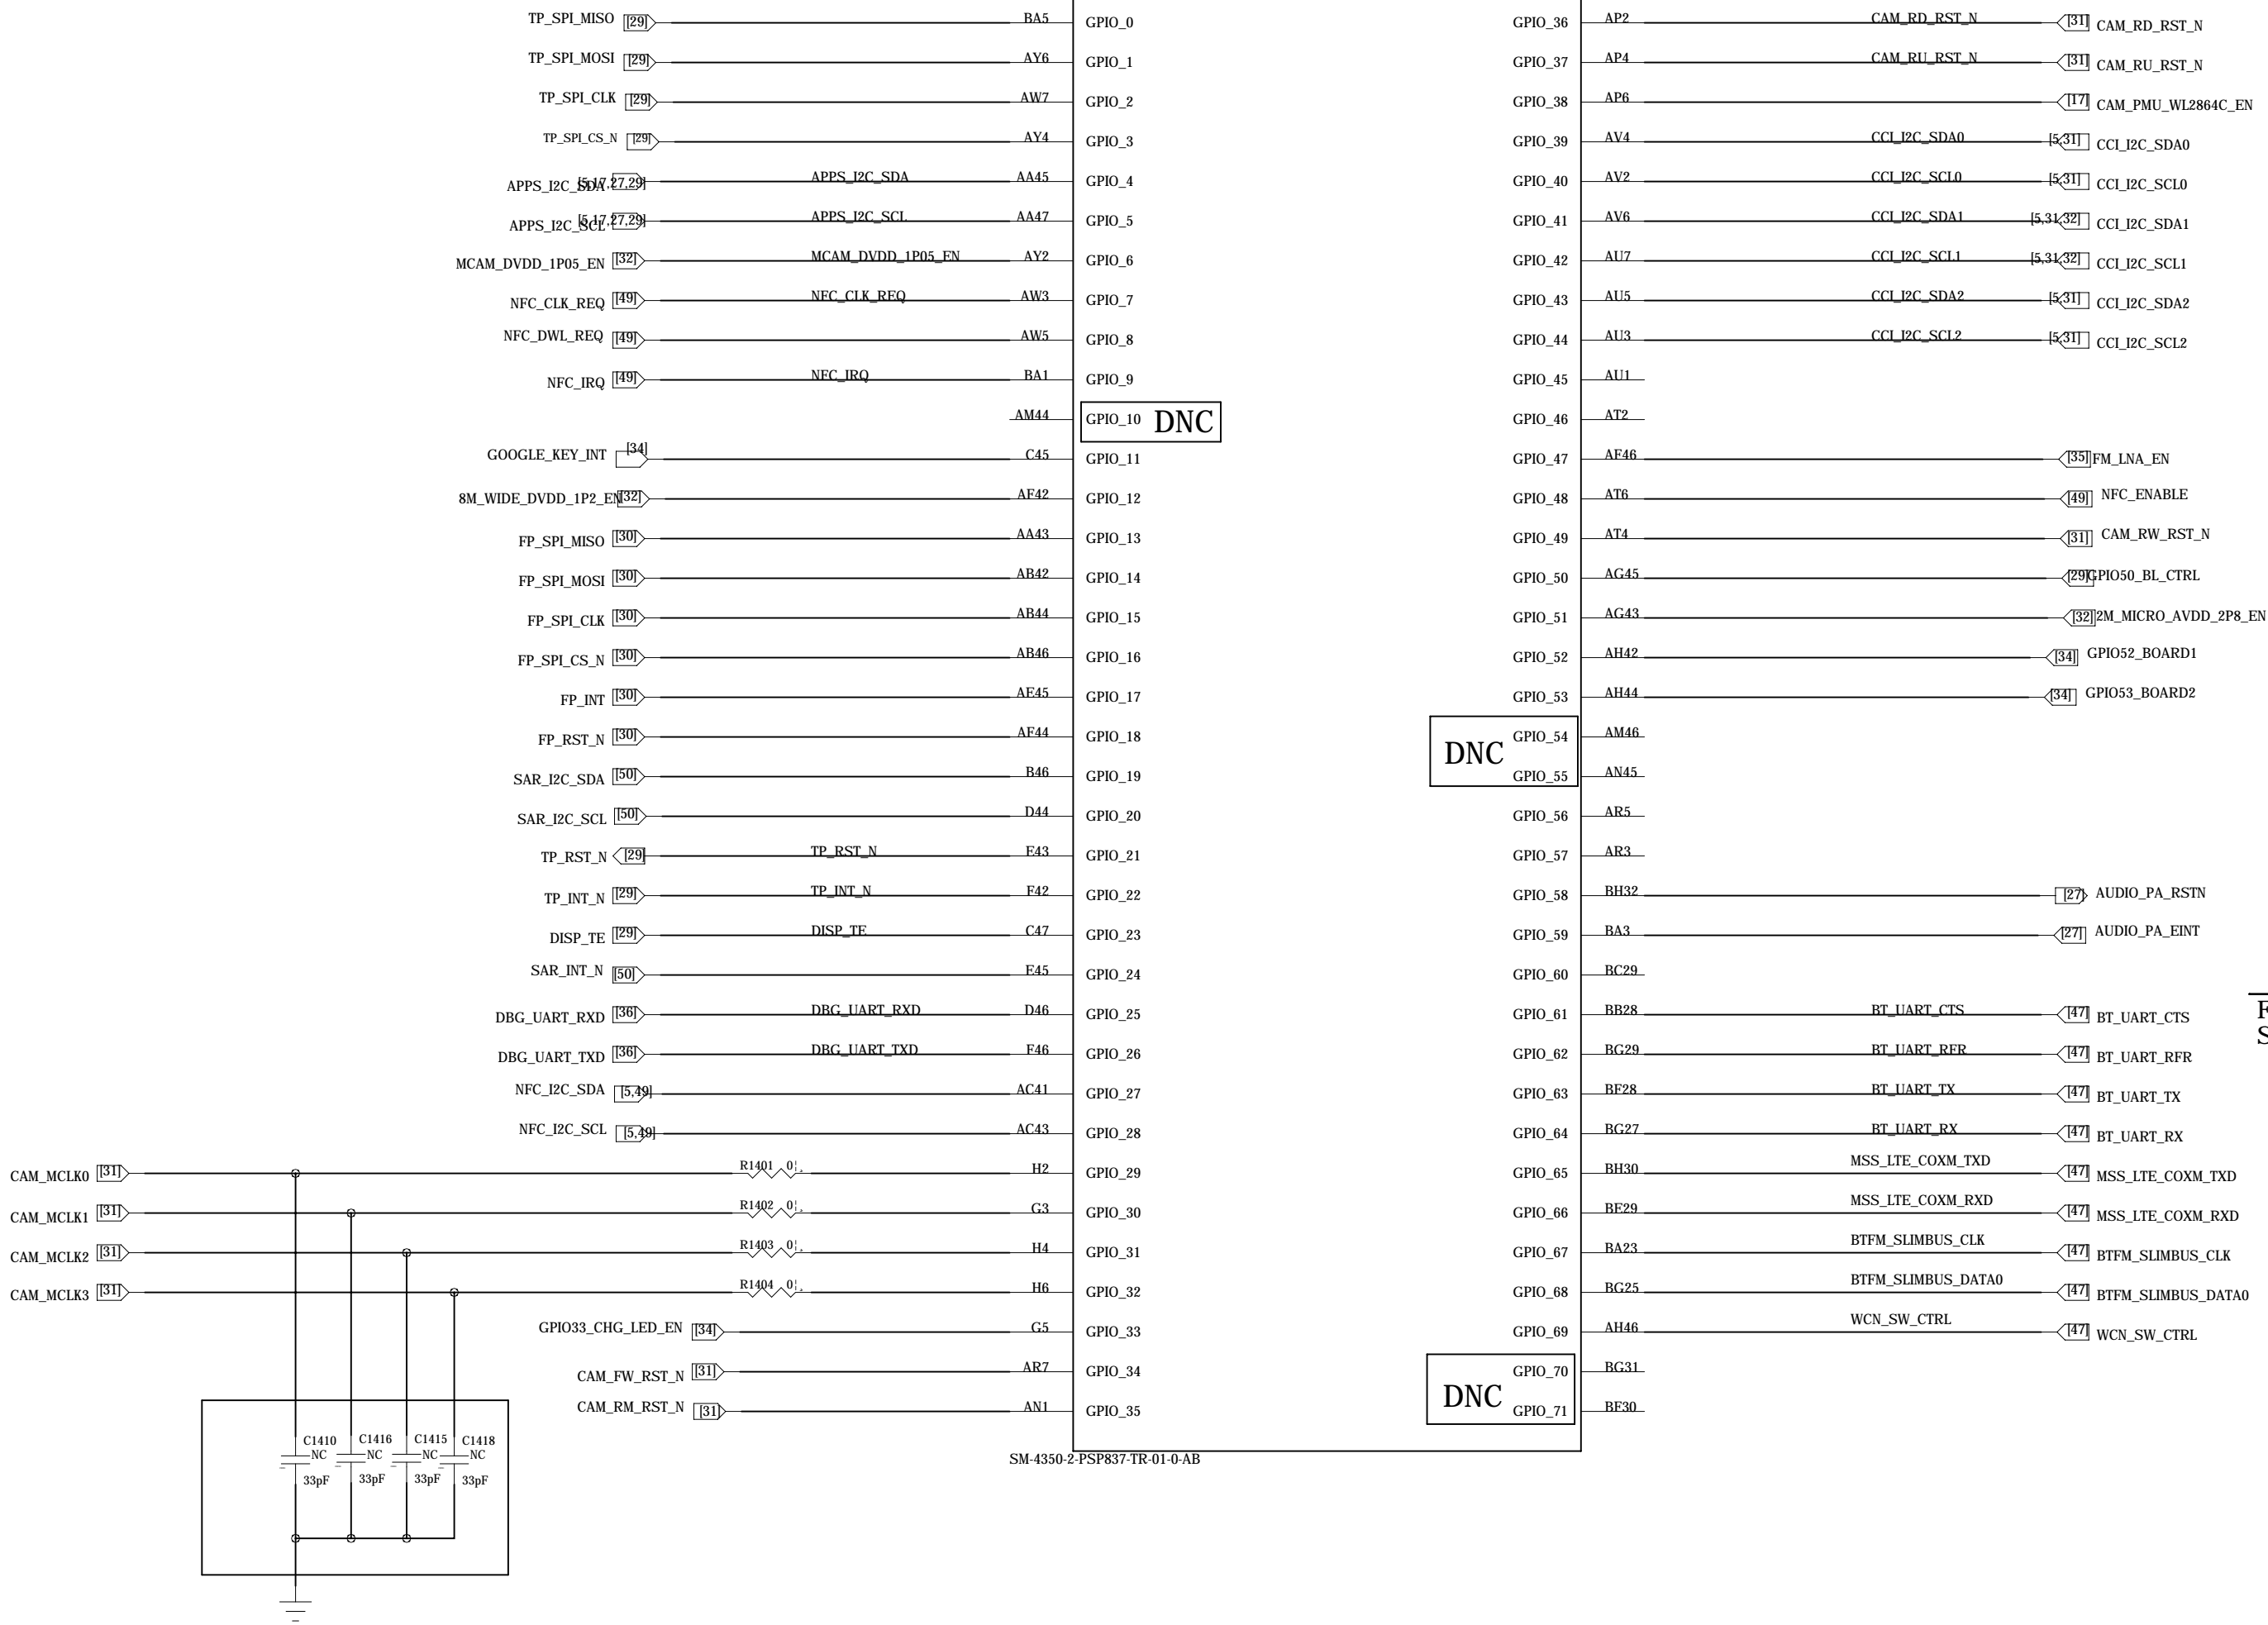 TP_SPI_MISO [29] BA5 GPIO_0 GPIO_36 AP2 CAM_RD_RST_N [31] CAM_RD_RST_N
TP_SPI_MOSI [29] AY6 GPIO_1 GPIO_37 AP4 CAM_RU_RST_N [31] CAM_RU_RST_N
TP_SPI_CLK [29] AW7 GPIO_2 GPIO_38 AP6 [17] CAM_PMU_WL2864C_EN
TP_SPI_CS_N [29] AY4 GPIO_3 GPIO_39 AV4 CCI_I2C_SDA0 [5,31] CCI_I2C_SDA0
APPS_I2C_SDA [5,17,27,29] APPS_I2C_SDA AA45 GPIO_4 GPIO_40 AV2 CCI_I2C_SCL0 [5,31] CCI_I2C_SCL0
APPS_I2C_SCL [5,17,27,29] APPS_I2C_SCL AA47 GPIO_5 GPIO_41 AV6 CCI_I2C_SDA1 [5,31,32] CCI_I2C_SDA1
MCAM_DVDD_1P05_EN [32] MCAM_DVDD_1P05_EN AY2 GPIO_6 GPIO_42 AU7 CCI_I2C_SCL1 [5,31,32] CCI_I2C_SCL1
NFC_CLK_REQ [49] NFC_CLK_REQ AW3 GPIO_7 GPIO_43 AU5 CCI_I2C_SDA2 [5,31] CCI_I2C_SDA2
NFC_DWL_REQ [49] AW5 GPIO_8 GPIO_44 AU3 CCI_I2C_SCL2 [5,31] CCI_I2C_SCL2
NFC_IRQ [49] NFC_IRQ BA1 GPIO_9 GPIO_45 AU1
AM44 GPIO_10 DNC GPIO_46 AT2
GOOGLE_KEY_INT [34] C45 GPIO_11 GPIO_47 AF46 [35] FM_LNA_EN
8M_WIDE_DVDD_1P2_EN [32] AF42 GPIO_12 GPIO_48 AT6 [49] NFC_ENABLE
FP_SPI_MISO [30] AA43 GPIO_13 GPIO_49 AT4 [31] CAM_RW_RST_N
FP_SPI_MOSI [30] AB42 GPIO_14 GPIO_50 AG45 [29] GPIO50_BL_CTRL
FP_SPI_CLK [30] AB44 GPIO_15 GPIO_51 AG43 [32] 2M_MICRO_AVDD_2P8_EN
FP_SPI_CS_N [30] AB46 GPIO_16 GPIO_52 AH42 [34] GPIO52_BOARD1
FP_INT [30] AE45 GPIO_17 GPIO_53 AH44 [34] GPIO53_BOARD2
FP_RST_N [30] AF44 GPIO_18 GPIO_54 AM46
DNC
SAR_I2C_SDA [50] B46 GPIO_19 GPIO_55 AN45
SAR_I2C_SCL [50] D44 GPIO_20 GPIO_56 AR5
TP_RST_N [29] TP_RST_N E43 GPIO_21 GPIO_57 AR3
TP_INT_N [29] TP_INT_N F42 GPIO_22 GPIO_58 BH32 [27] AUDIO_PA_RSTN
DISP_TE [29] DISP_TE C47 GPIO_23 GPIO_59 BA3 [27] AUDIO_PA_EINT
SAR_INT_N [50] E45 GPIO_24 GPIO_60 BC29
DBG_UART_RXD [36] DBG_UART_RXD D46 GPIO_25 GPIO_61 BB28 BT_UART_CTS [47] BT_UART_CTS
F
S
DBG_UART_TXD [36] DBG_UART_TXD F46 GPIO_26 GPIO_62 BG29 BT_UART_RFR [47] BT_UART_RFR
NFC_I2C_SDA [5,49] AC41 GPIO_27 GPIO_63 BF28 BT_UART_TX [47] BT_UART_TX
NFC_I2C_SCL [5,49] AC43 GPIO_28 GPIO_64 BG27 BT_UART_RX [47] BT_UART_RX
CAM_MCLK0 [31] R1401 0 H2 GPIO_29 GPIO_65 BH30 MSS_LTE_COXM_TXD [47] MSS_LTE_COXM_TXD
CAM_MCLK1 [31] R1402 0 G3 GPIO_30 GPIO_66 BE29 MSS_LTE_COXM_RXD [47] MSS_LTE_COXM_RXD
CAM_MCLK2 [31] R1403 0 H4 GPIO_31 GPIO_67 BA23 BTFM_SLIMBUS_CLK [47] BTFM_SLIMBUS_CLK
CAM_MCLK3 [31] R1404 0 H6 GPIO_32 GPIO_68 BG25 BTFM_SLIMBUS_DATA0 [47] BTFM_SLIMBUS_DATA0
GPIO33_CHG_LED_EN [34] G5 GPIO_33 GPIO_69 AH46 WCN_SW_CTRL [47] WCN_SW_CTRL
CAM_FW_RST_N [31] AR7 GPIO_34 GPIO_70 BG31
DNC
CAM_RM_RST_N [31] AN1 GPIO_35 GPIO_71 BF30
C1410 C1416 C1415 C1418
NC NC NC NC
33pF 33pF 33pF 33pF
SM-4350-2-PSP837-TR-01-0-AB